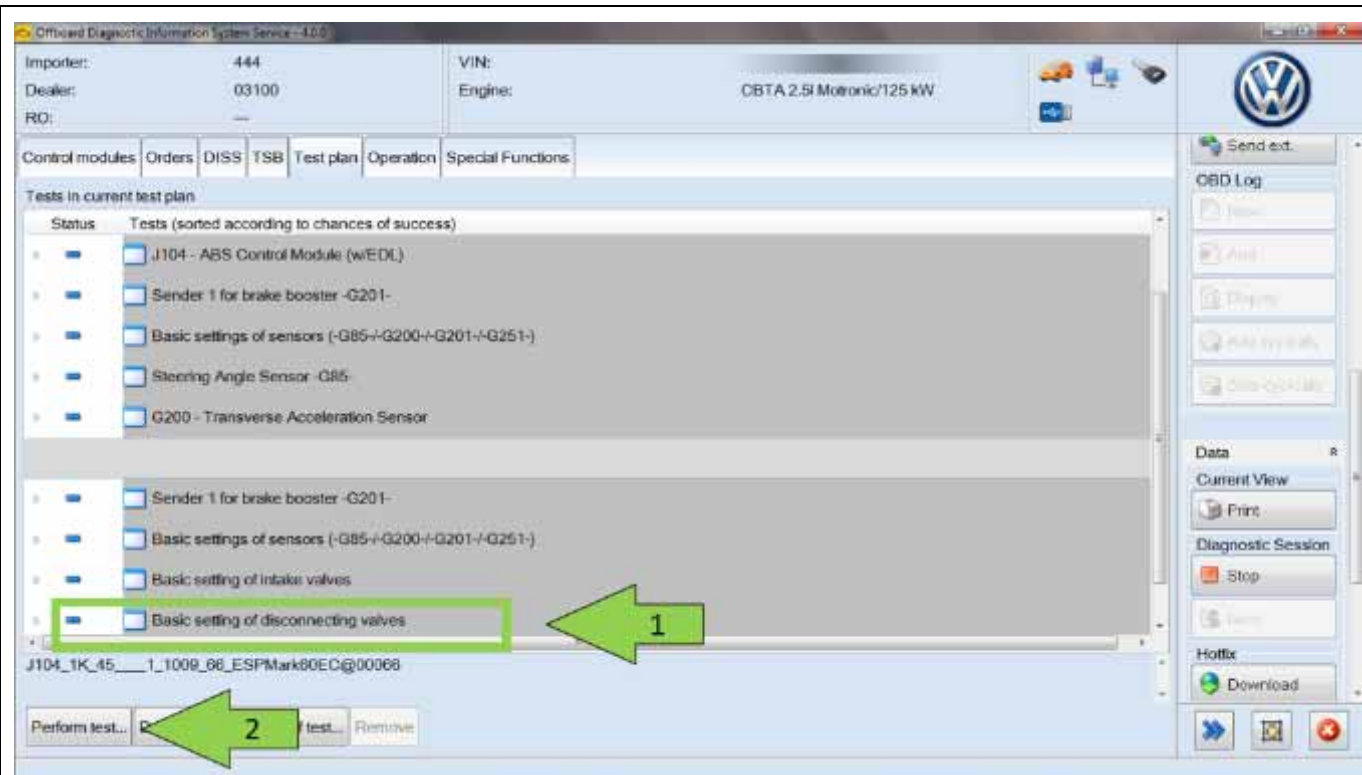 Offboard Diagnostic Information System Service - 4.0.0
Importer: 444 VIN:
Dealer: 03100 Engine: CBTA 2.5l Motronic/125 kW
RO: ---
Control modules Orders DISS TSB Test plan Operation Special Functions
Tests in current test plan
Status Tests (sorted according to chances of success)
J104 - ABS Control Module (w/EDL)
Sender 1 for brake booster -G201-
Basic settings of sensors (-G85-/-G200-/-G201-/-G251-)
Steering Angle Sensor -G85-
G200 - Transverse Acceleration Sensor
Sender 1 for brake booster -G201-
Basic settings of sensors (-G85-/-G200-/-G201-/-G251-)
Basic setting of intake valves
Basic setting of disconnecting valves
1
J104_1K_45____1_1009_66_ESPMark60EC@00066
Perform test...
2
f test... Remove
Send ext.
OBD Log
Display
Data
Current View
Print
Diagnostic Session
Stop
Hotfix
Download